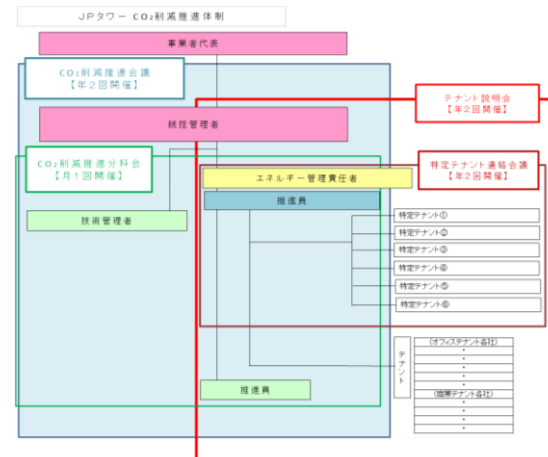 JPタワー CO₂削減推進体制
事業者代表
CO₂削減推進会議
【年2回開催】
テナント説明会
【年2回開催】
統括管理者
CO₂削減推進分科会
【月1回開催】
特定テナント連絡会議
【年2回開催】
エネルギー管理責任者
推進員
技術管理者
特定テナント①
特定テナント②
特定テナント③
特定テナント④
特定テナント⑤
特定テナント⑥
テナント
(オフィステナント各社)
・
・
・
・
(商業テナント各社)
・
・
・
推進員